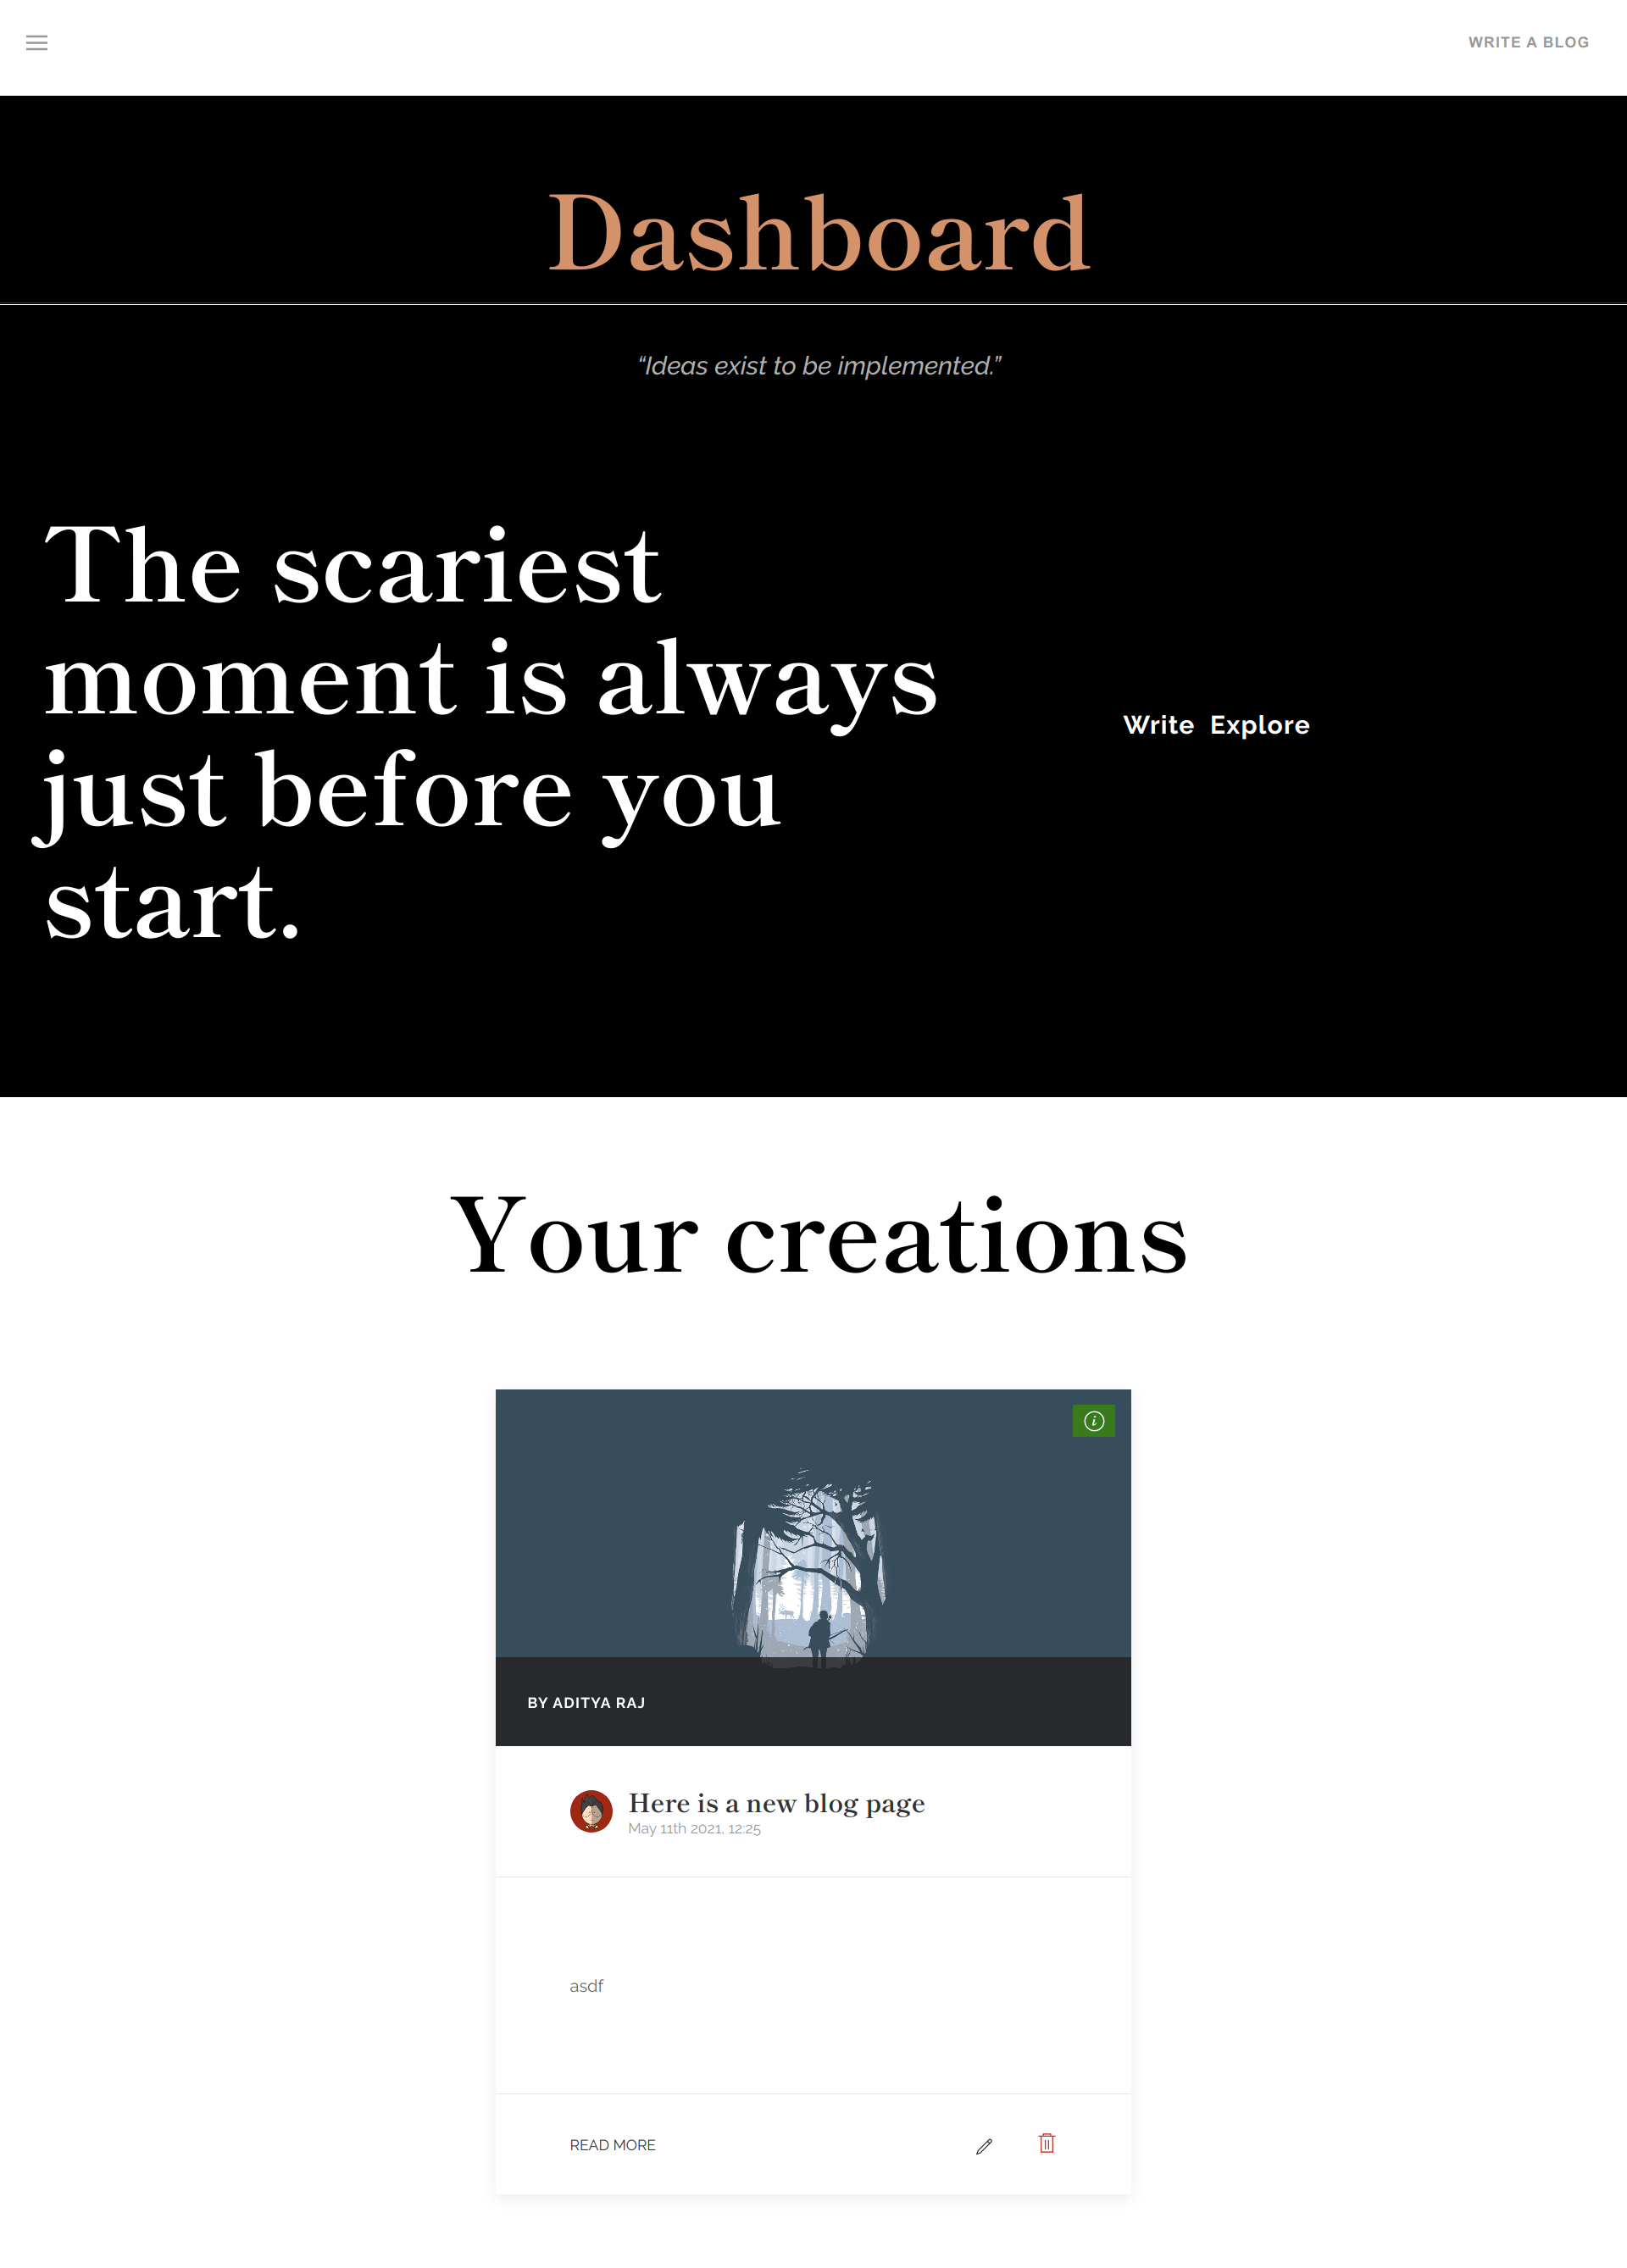 WRITE A BLOG
Dashboard
“Ideas exist to be implemented.”
The scariest
moment is always
just before you
start.
Write Explore
Your creations
BY ADITYA RAJ
Here is a new blog page
May 11th 2021, 12:25
asdf
READ MORE